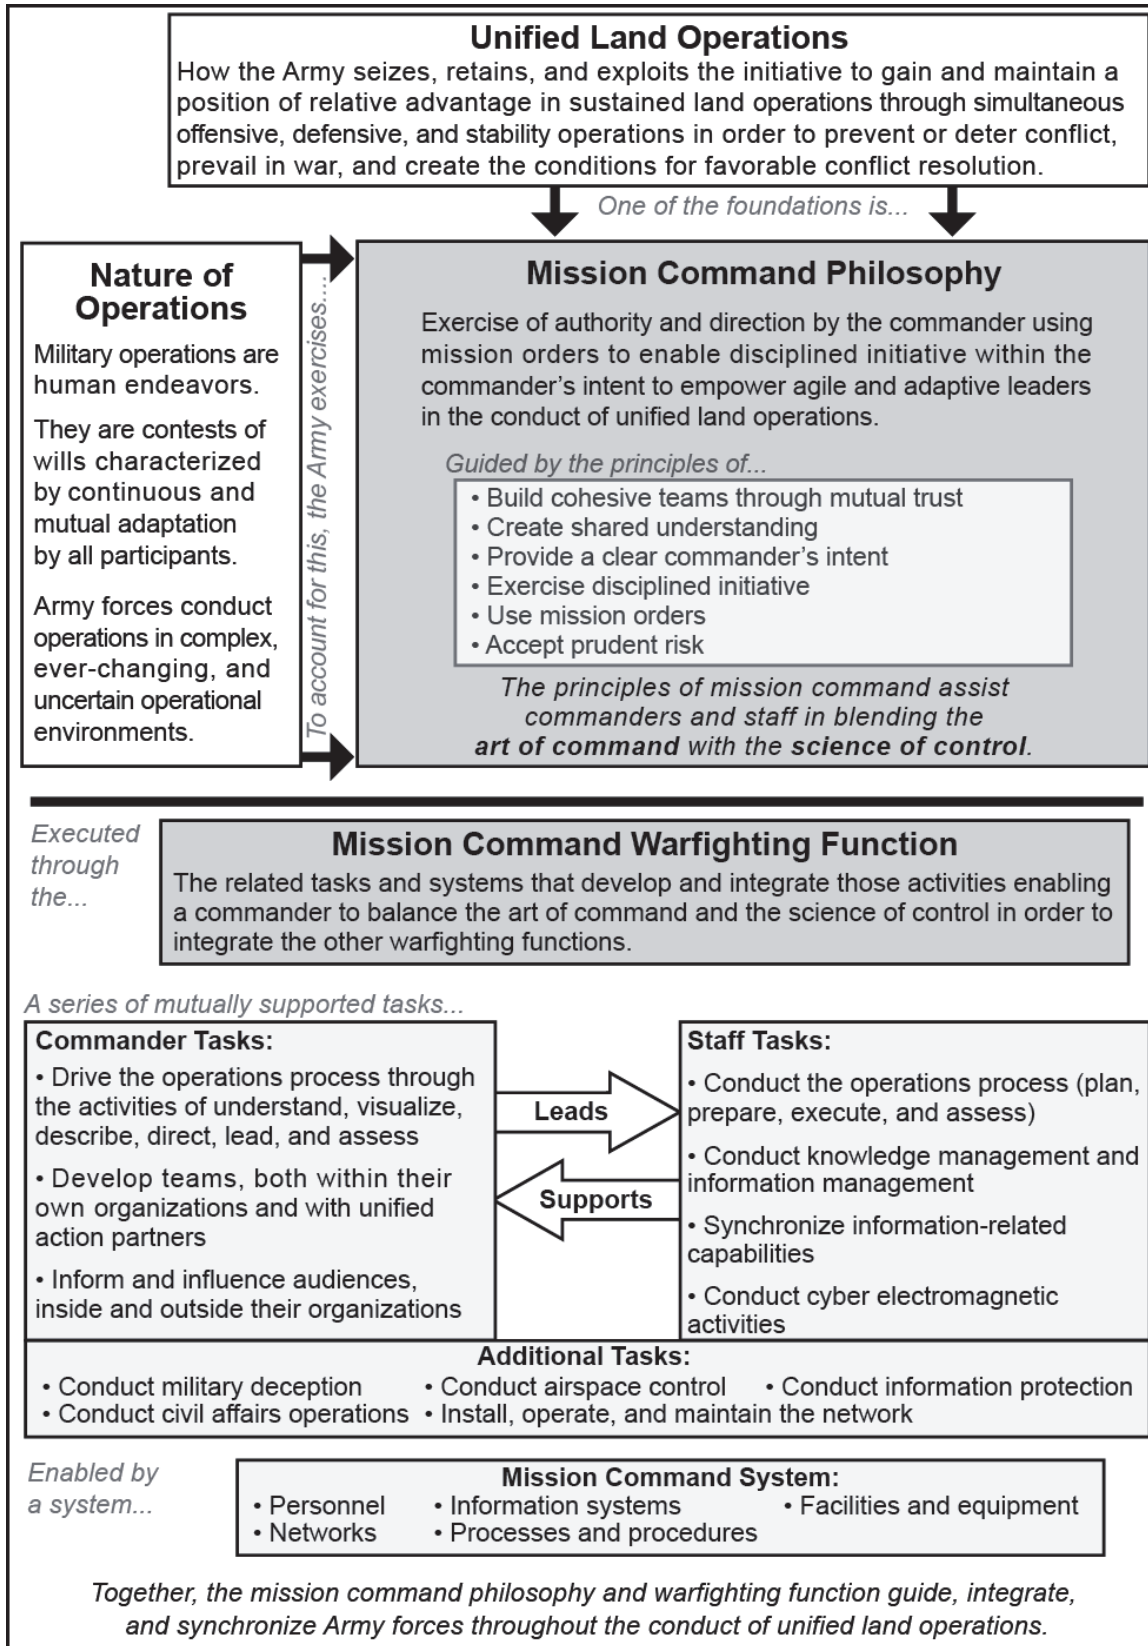 Unified Land Operations
How the Army seizes, retains, and exploits the initiative to gain and maintain a
position of relative advantage in sustained land operations through simultaneous
offensive, defensive, and stability operations in order to prevent or deter conflict,
prevail in war, and create the conditions for favorable conflict resolution.
One of the foundations is...
Nature of
Operations
Military operations are
human endeavors.
They are contests of
wills characterized
by continuous and
mutual adaptation
by all participants.
Army forces conduct
operations in complex,
ever-changing, and
uncertain operational
environments.
To account for this, the Army exercises....
Mission Command Philosophy
Exercise of authority and direction by the commander using
mission orders to enable disciplined initiative within the
commander’s intent to empower agile and adaptive leaders
in the conduct of unified land operations.
Guided by the principles of...
• Build cohesive teams through mutual trust
• Create shared understanding
• Provide a clear commander’s intent
• Exercise disciplined initiative
• Use mission orders
• Accept prudent risk
The principles of mission command assist
commanders and staff in blending the
art of command with the science of control.
Executed
through
the...
Mission Command Warfighting Function
The related tasks and systems that develop and integrate those activities enabling
a commander to balance the art of command and the science of control in order to
integrate the other warfighting functions.
A series of mutually supported tasks...
Commander Tasks:
• Drive the operations process through
the activities of understand, visualize,
describe, direct, lead, and assess
• Develop teams, both within their
own organizations and with unified
action partners
• Inform and influence audiences,
inside and outside their organizations
Leads
Supports
Staff Tasks:
• Conduct the operations process (plan,
prepare, execute, and assess)
• Conduct knowledge management and
information management
• Synchronize information-related
capabilities
• Conduct cyber electromagnetic
activities
Additional Tasks:
• Conduct military deception • Conduct airspace control • Conduct information protection
• Conduct civil affairs operations • Install, operate, and maintain the network
Enabled by
a system...
Mission Command System:
• Personnel • Information systems • Facilities and equipment
• Networks • Processes and procedures
Together, the mission command philosophy and warfighting function guide, integrate,
and synchronize Army forces throughout the conduct of unified land operations.